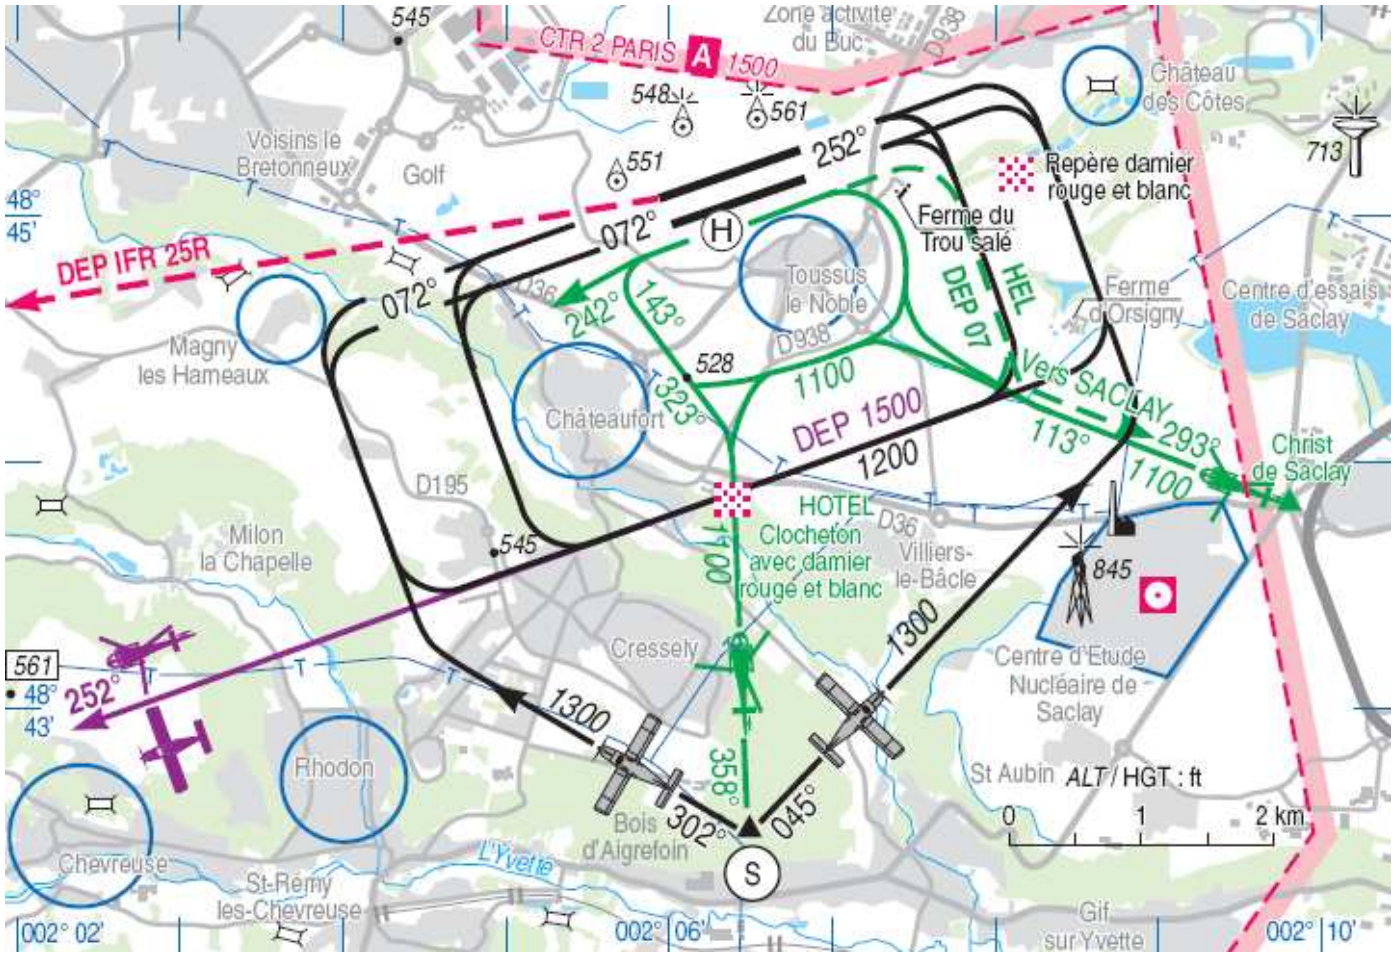 545
Zone activité
du Buc
D938
CTR 2 PARIS A 1500
548
561
Château
des Côtes
713
Voisins le
Bretonneux
Golf
551
252°
Repère damier
rouge et blanc
48°
45'
DEP IFR 25R
072°
H
Ferme du
Trou salé
072°
D36
242°
143°
Toussus
le Noble
DEP 07
HEL
Ferme
d'Orsigny
Centre d'essais
de Saclay
Magny
les Hameaux
D938
528
1100
Vers SACLAY
323°
Châteaufort
DEP 1500
1200
113°
293°
1100
Christ
de Saclay
D195
HOTEL
Clocheton
avec damier
rouge et blanc
D36
Villiers-
le-Bâcle
1100
545
Milon
la Chapelle
845
1300
Cressely
Centre d'Etude
Nucléaire de
Saclay
561
48°
43'
252°
1300
Rhodon
358°
St Aubin
ALT / HGT : ft
0 1 2 km
302°
045°
Bois
d'Aigrefoin
S
Chevreuse
L'Yvette
St-Rémy
les-Chevreuse
Gif
sur Yvette
002° 02'
002° 06'
002° 10'
T
T
T
T
T
T
T
T
T
T
T